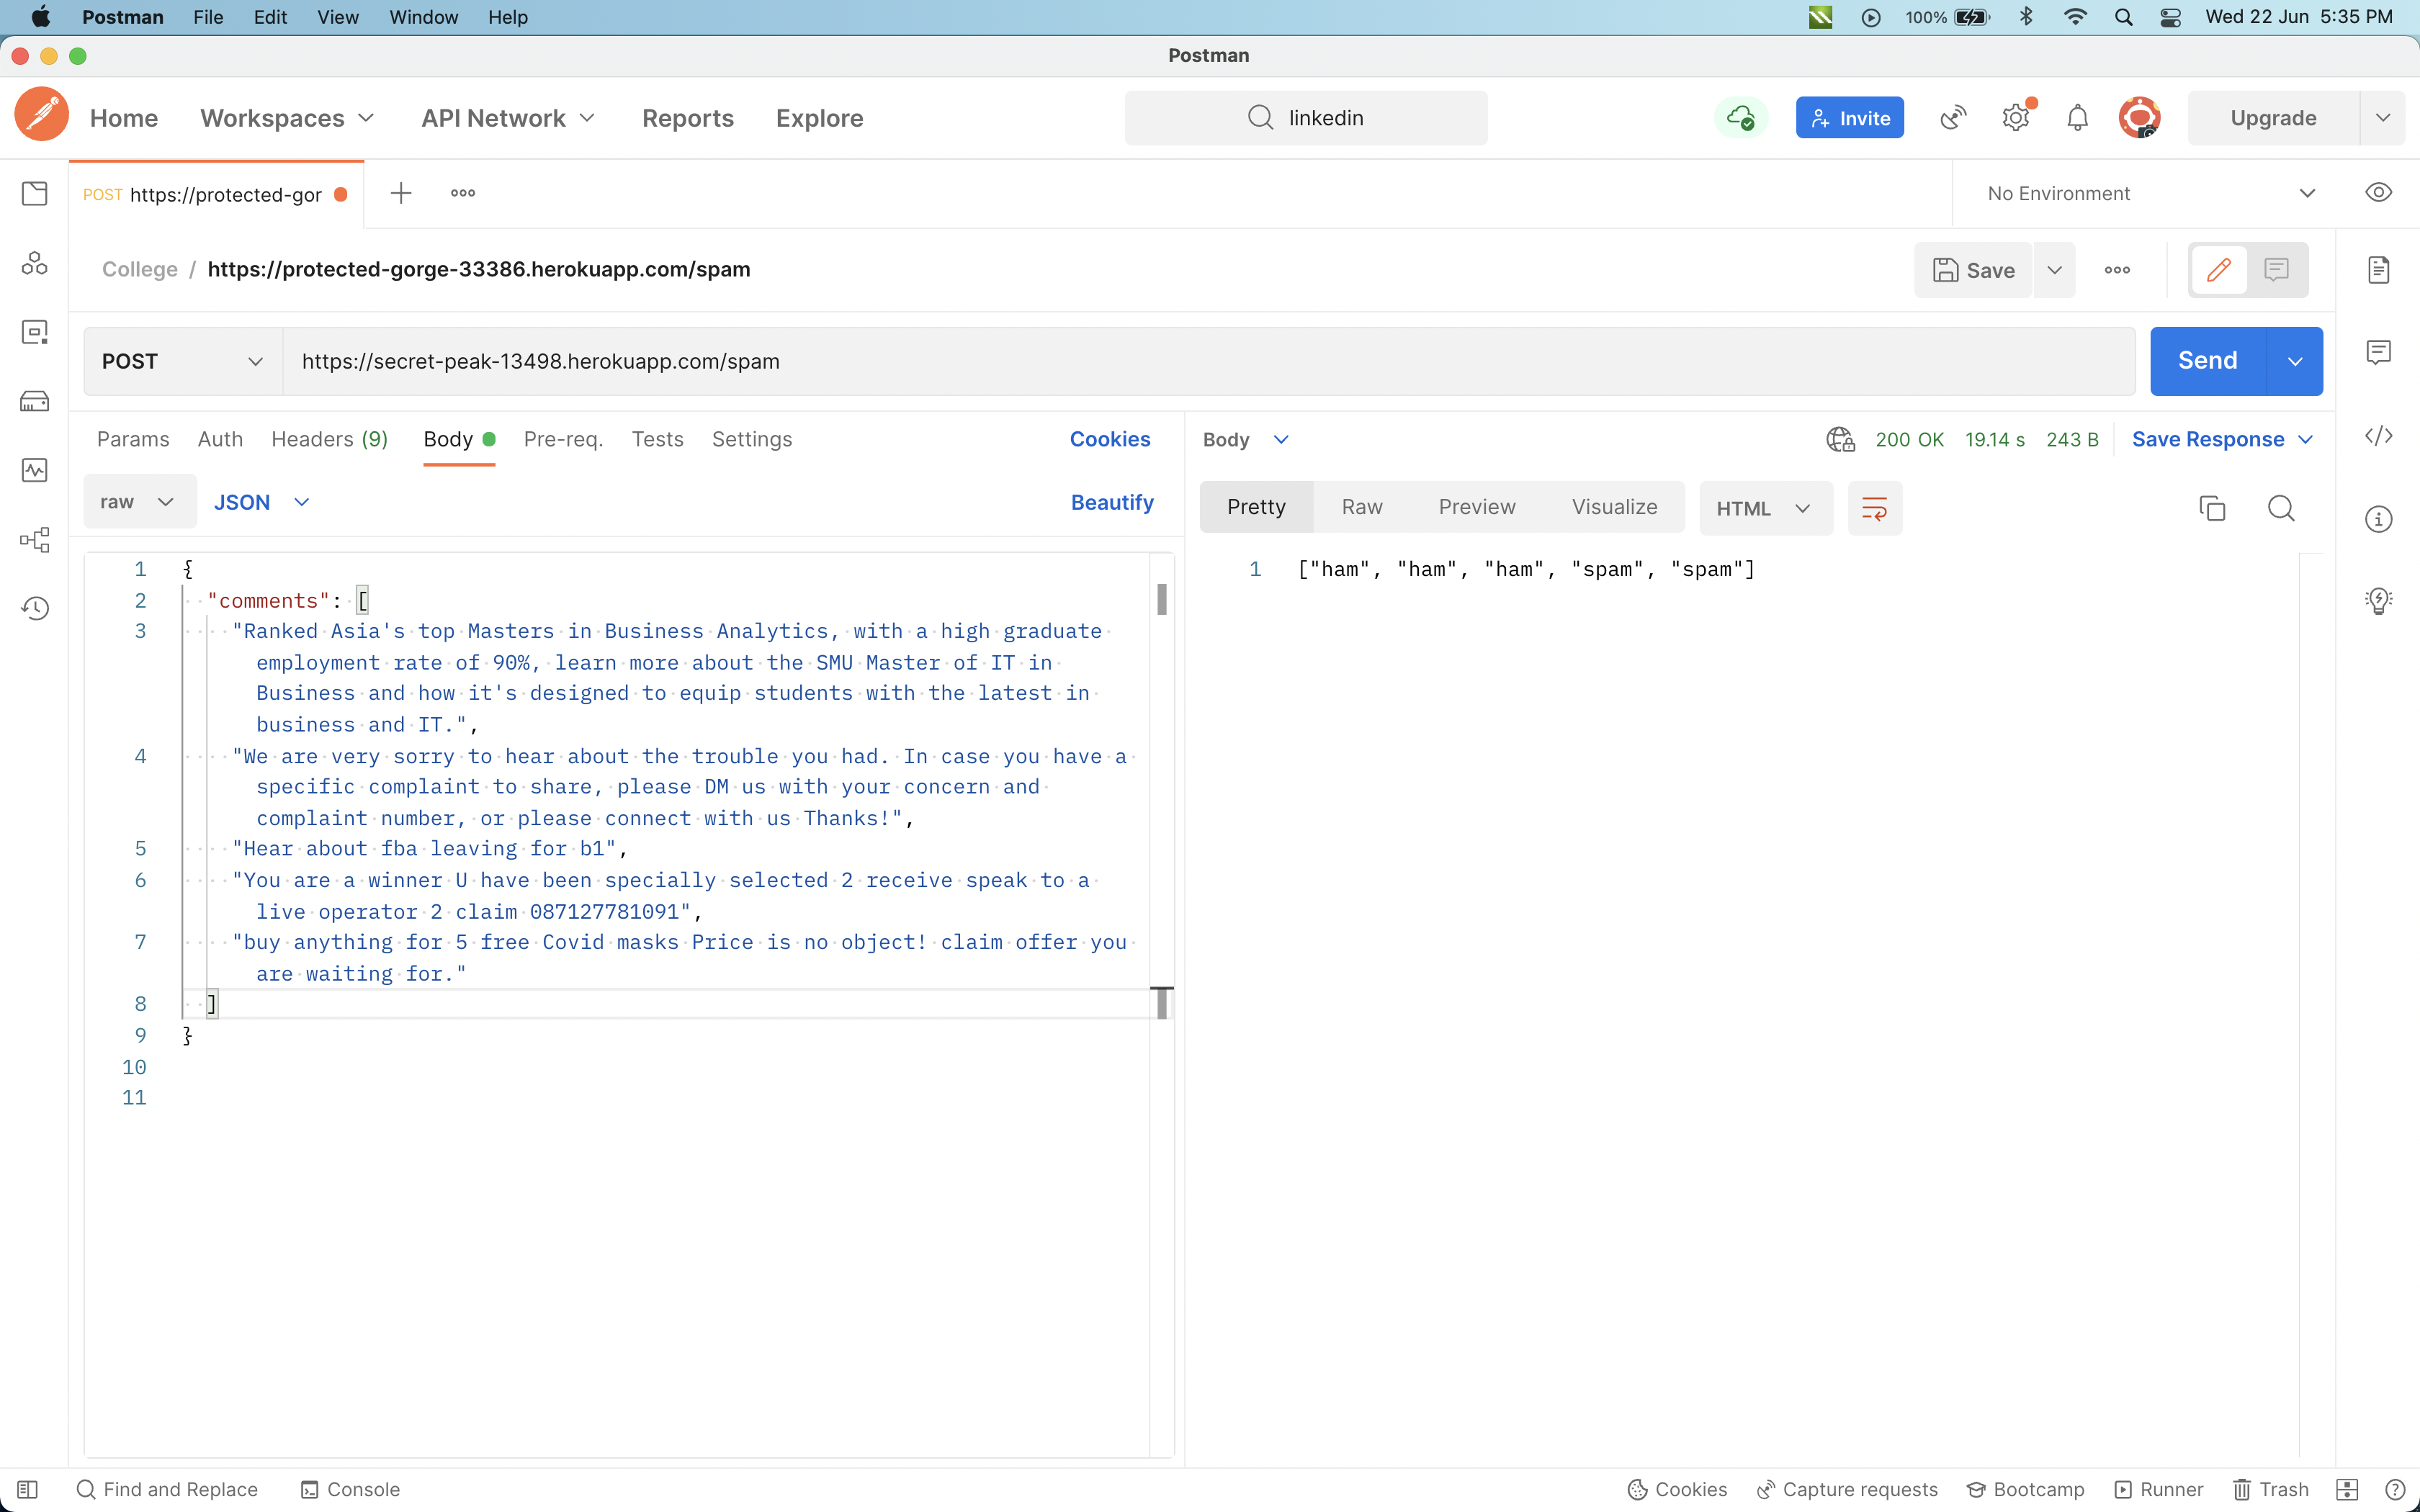 Postman File Edit View Window Help 100% Wed 22 Jun 5:35 PM
Postman
Home Workspaces API Network Reports Explore linkedin Invite Upgrade
POST https://protected-gor No Environment
College / https://protected-gorge-33386.herokuapp.com/spam Save
POST https://secret-peak-13498.herokuapp.com/spam Send
Params Auth Headers (9) Body Pre-req. Tests Settings Cookies
Body 200 OK 19.14 s 243 B Save Response
raw JSON Beautify
Pretty Raw Preview Visualize HTML
1 {
2 "comments": [
3 "Ranked Asia's top Masters in Business Analytics, with a high graduate
employment rate of 90%, learn more about the SMU Master of IT in
Business and how it's designed to equip students with the latest in
business and IT.",
4 "We are very sorry to hear about the trouble you had. In case you have a
specific complaint to share, please DM us with your concern and
complaint number, or please connect with us Thanks!",
5 "Hear about fba leaving for b1",
6 "You are a winner U have been specially selected 2 receive speak to a
live operator 2 claim 087127781091",
7 "buy anything for 5 free Covid masks Price is no object! claim offer you
are waiting for."
8 ]
9 }
10
11
1 ["ham", "ham", "ham", "spam", "spam"]
Find and Replace Console Cookies Capture requests Bootcamp Runner Trash